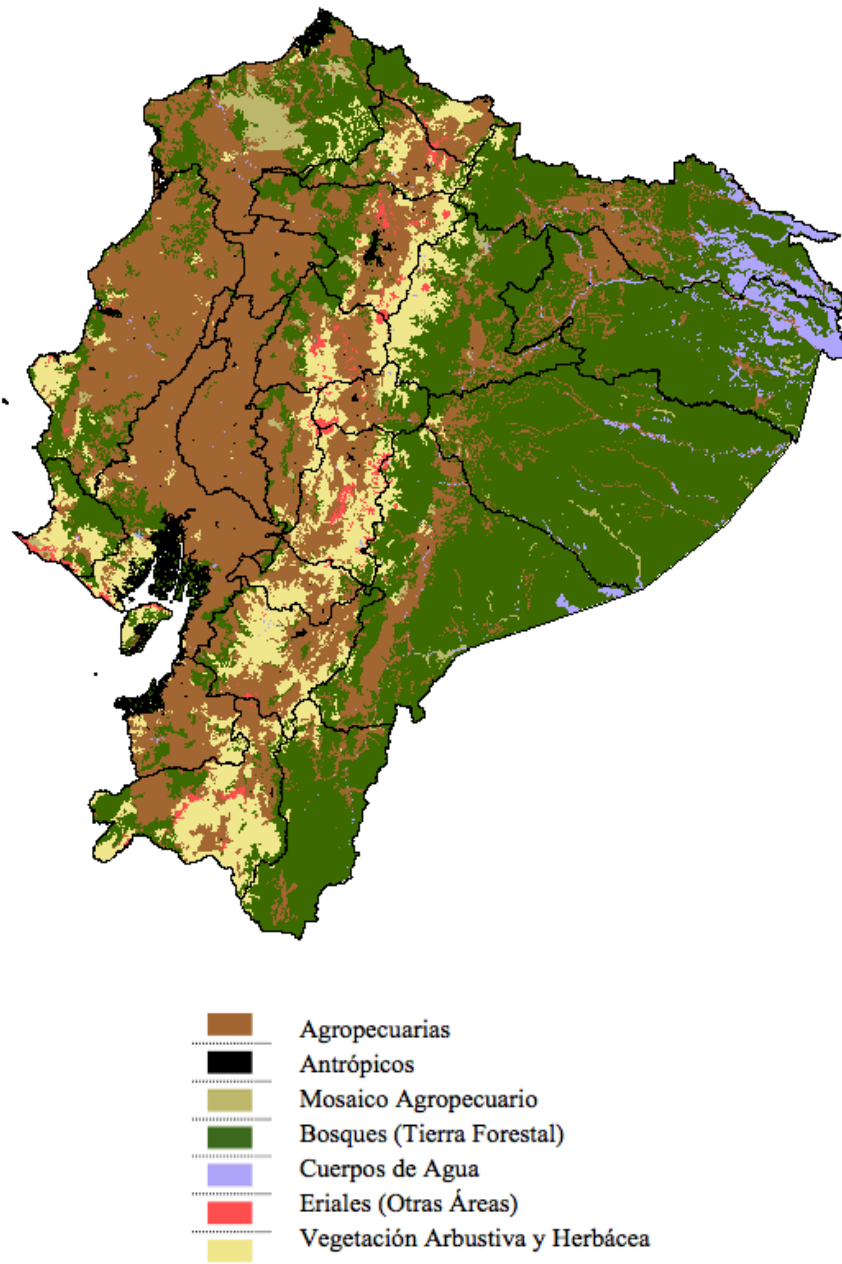 Agropecuarias
Antrópicos
Mosaico Agropecuario
Bosques (Tierra Forestal)
Cuerpos de Agua
Eriales (Otras Áreas)
Vegetación Arbustiva y Herbácea